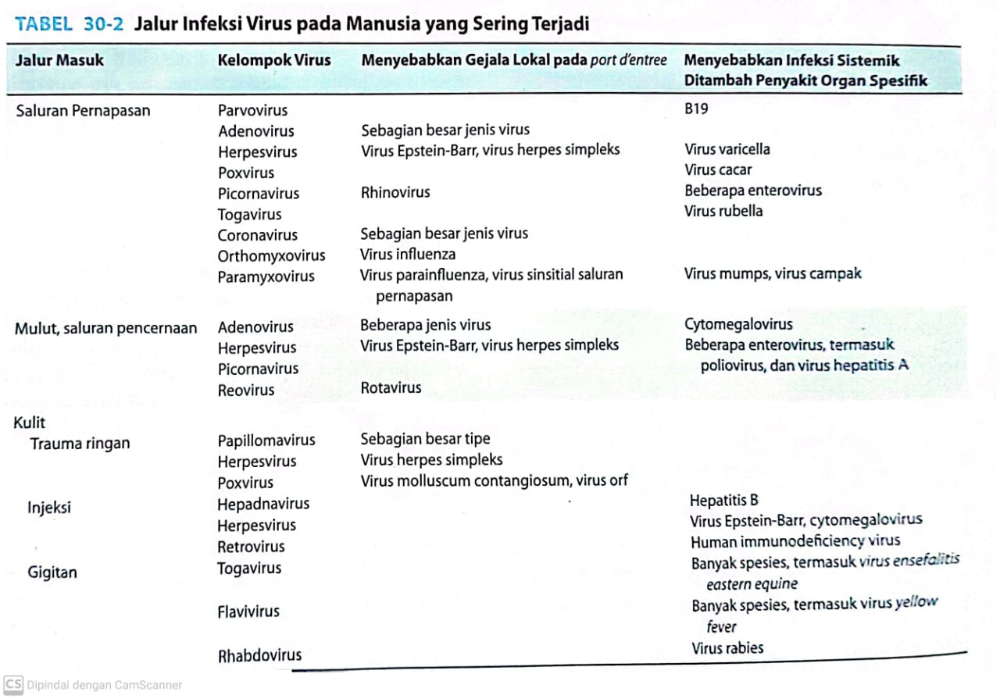 TABEL 30-2 Jalur Infeksi Virus pada Manusia yang Sering Terjadi
Jalur Masuk Kelompok Virus Menyebabkan Gejala Lokal pada port d'entree Menyebabkan Infeksi Sistemik
Ditambah Penyakit Organ Spesifik
Saluran Pernapasan Parvovirus B19
Adenovirus Sebagian besar jenis virus
Herpesvirus Virus Epstein-Barr, virus herpes simpleks Virus varicella
Poxvirus Virus cacar
Picornavirus Rhinovirus Beberapa enterovirus
Togavirus Virus rubella
Coronavirus Sebagian besar jenis virus
Orthomyxovirus Virus influenza
Paramyxovirus Virus parainfluenza, virus sinsitial saluran Virus mumps, virus campak
pernapasan
Mulut, saluran pencernaan Adenovirus Beberapa jenis virus Cytomegalovirus
Herpesvirus Virus Epstein-Barr, virus herpes simpleks Beberapa enterovirus, termasuk
Picornavirus poliovirus, dan virus hepatitis A
Reovirus Rotavirus
Kulit
Trauma ringan Papillomavirus Sebagian besar tipe
Herpesvirus Virus herpes simpleks
Poxvirus Virus molluscum contangiosum, virus orf
Injeksi Hepadnavirus Hepatitis B
Herpesvirus Virus Epstein-Barr, cytomegalovirus
Retrovirus Human immunodeficiency virus
Gigitan Togavirus Banyak spesies, termasuk virus ensefalitis
eastern equine
Flavivirus Banyak spesies, termasuk virus yellow
fever
Rhabdovirus Virus rabies
CS Dipindai dengan CamScanner